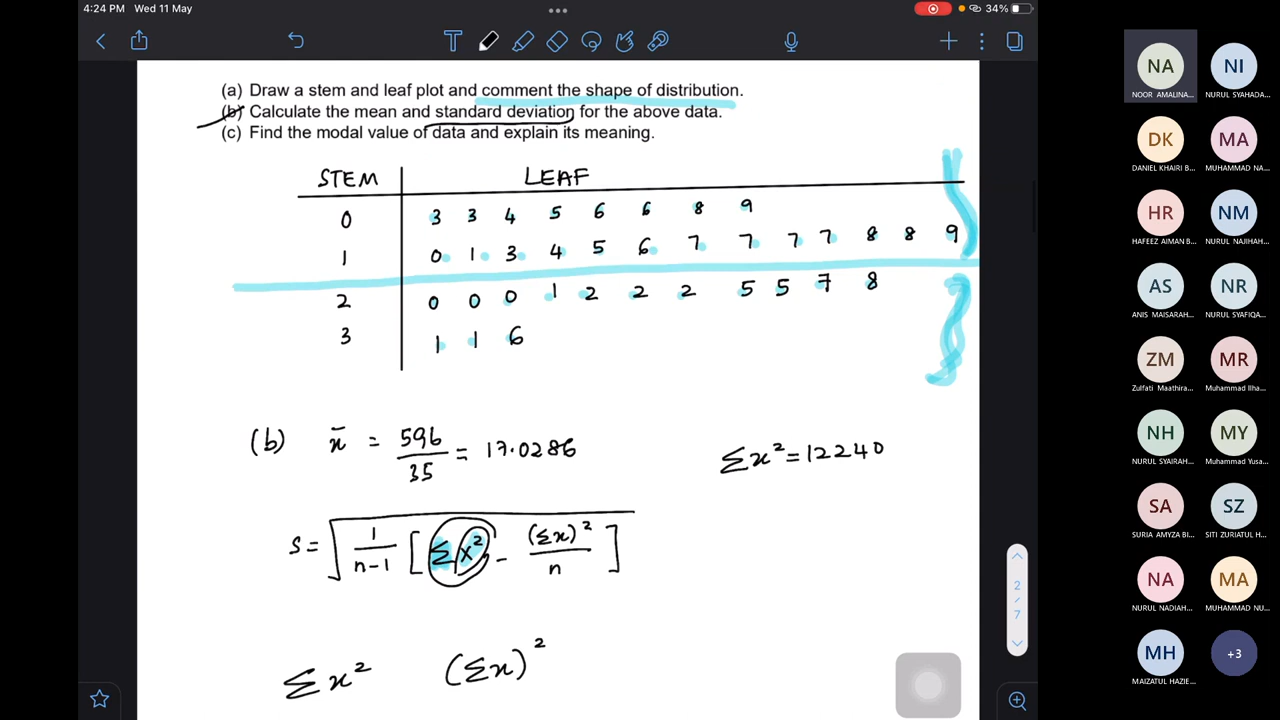 4:24 PM Wed 11 May
34%
(a) Draw a stem and leaf plot and comment the shape of distribution.
(b) Calculate the mean and standard deviation for the above data.
(c) Find the modal value of data and explain its meaning.
STEM LEAF
0 3 3 4 5 6 6 8 9
1 0 1 3 4 5 6 7 7 7 7 8 8 9
2 0 0 0 1 2 2 2 5 5 7 8
3 1 1 6
(b) x̄ = 596/35 = 17.0286
∑x² = 12240
s = √ 1/(n-1) [ ∑x² - (∑x)²/n ]
∑x² (∑x)²
2
7
NA
NOOR AMALINA...
NI
NURUL SYAHADA...
DK
DANIEL KHAIRI B...
MA
MUHAMMAD NA...
HR
HAFEEZ AIMAN B...
NM
NURUL NAJIHAH...
AS
ANIS MAISARAH...
NR
NURUL SYAFIQA...
ZM
Zulfati Maathira...
MR
Muhammad Ilha...
NH
NURUL SYAIRAH...
MY
Muhammad Yusa...
SA
SURIA AMYZA BI...
SZ
SITI ZURIATUL H...
NA
NURUL NADIAH...
MA
MUHAMMAD NU...
MH
MAIZATUL HAZIE...
+3